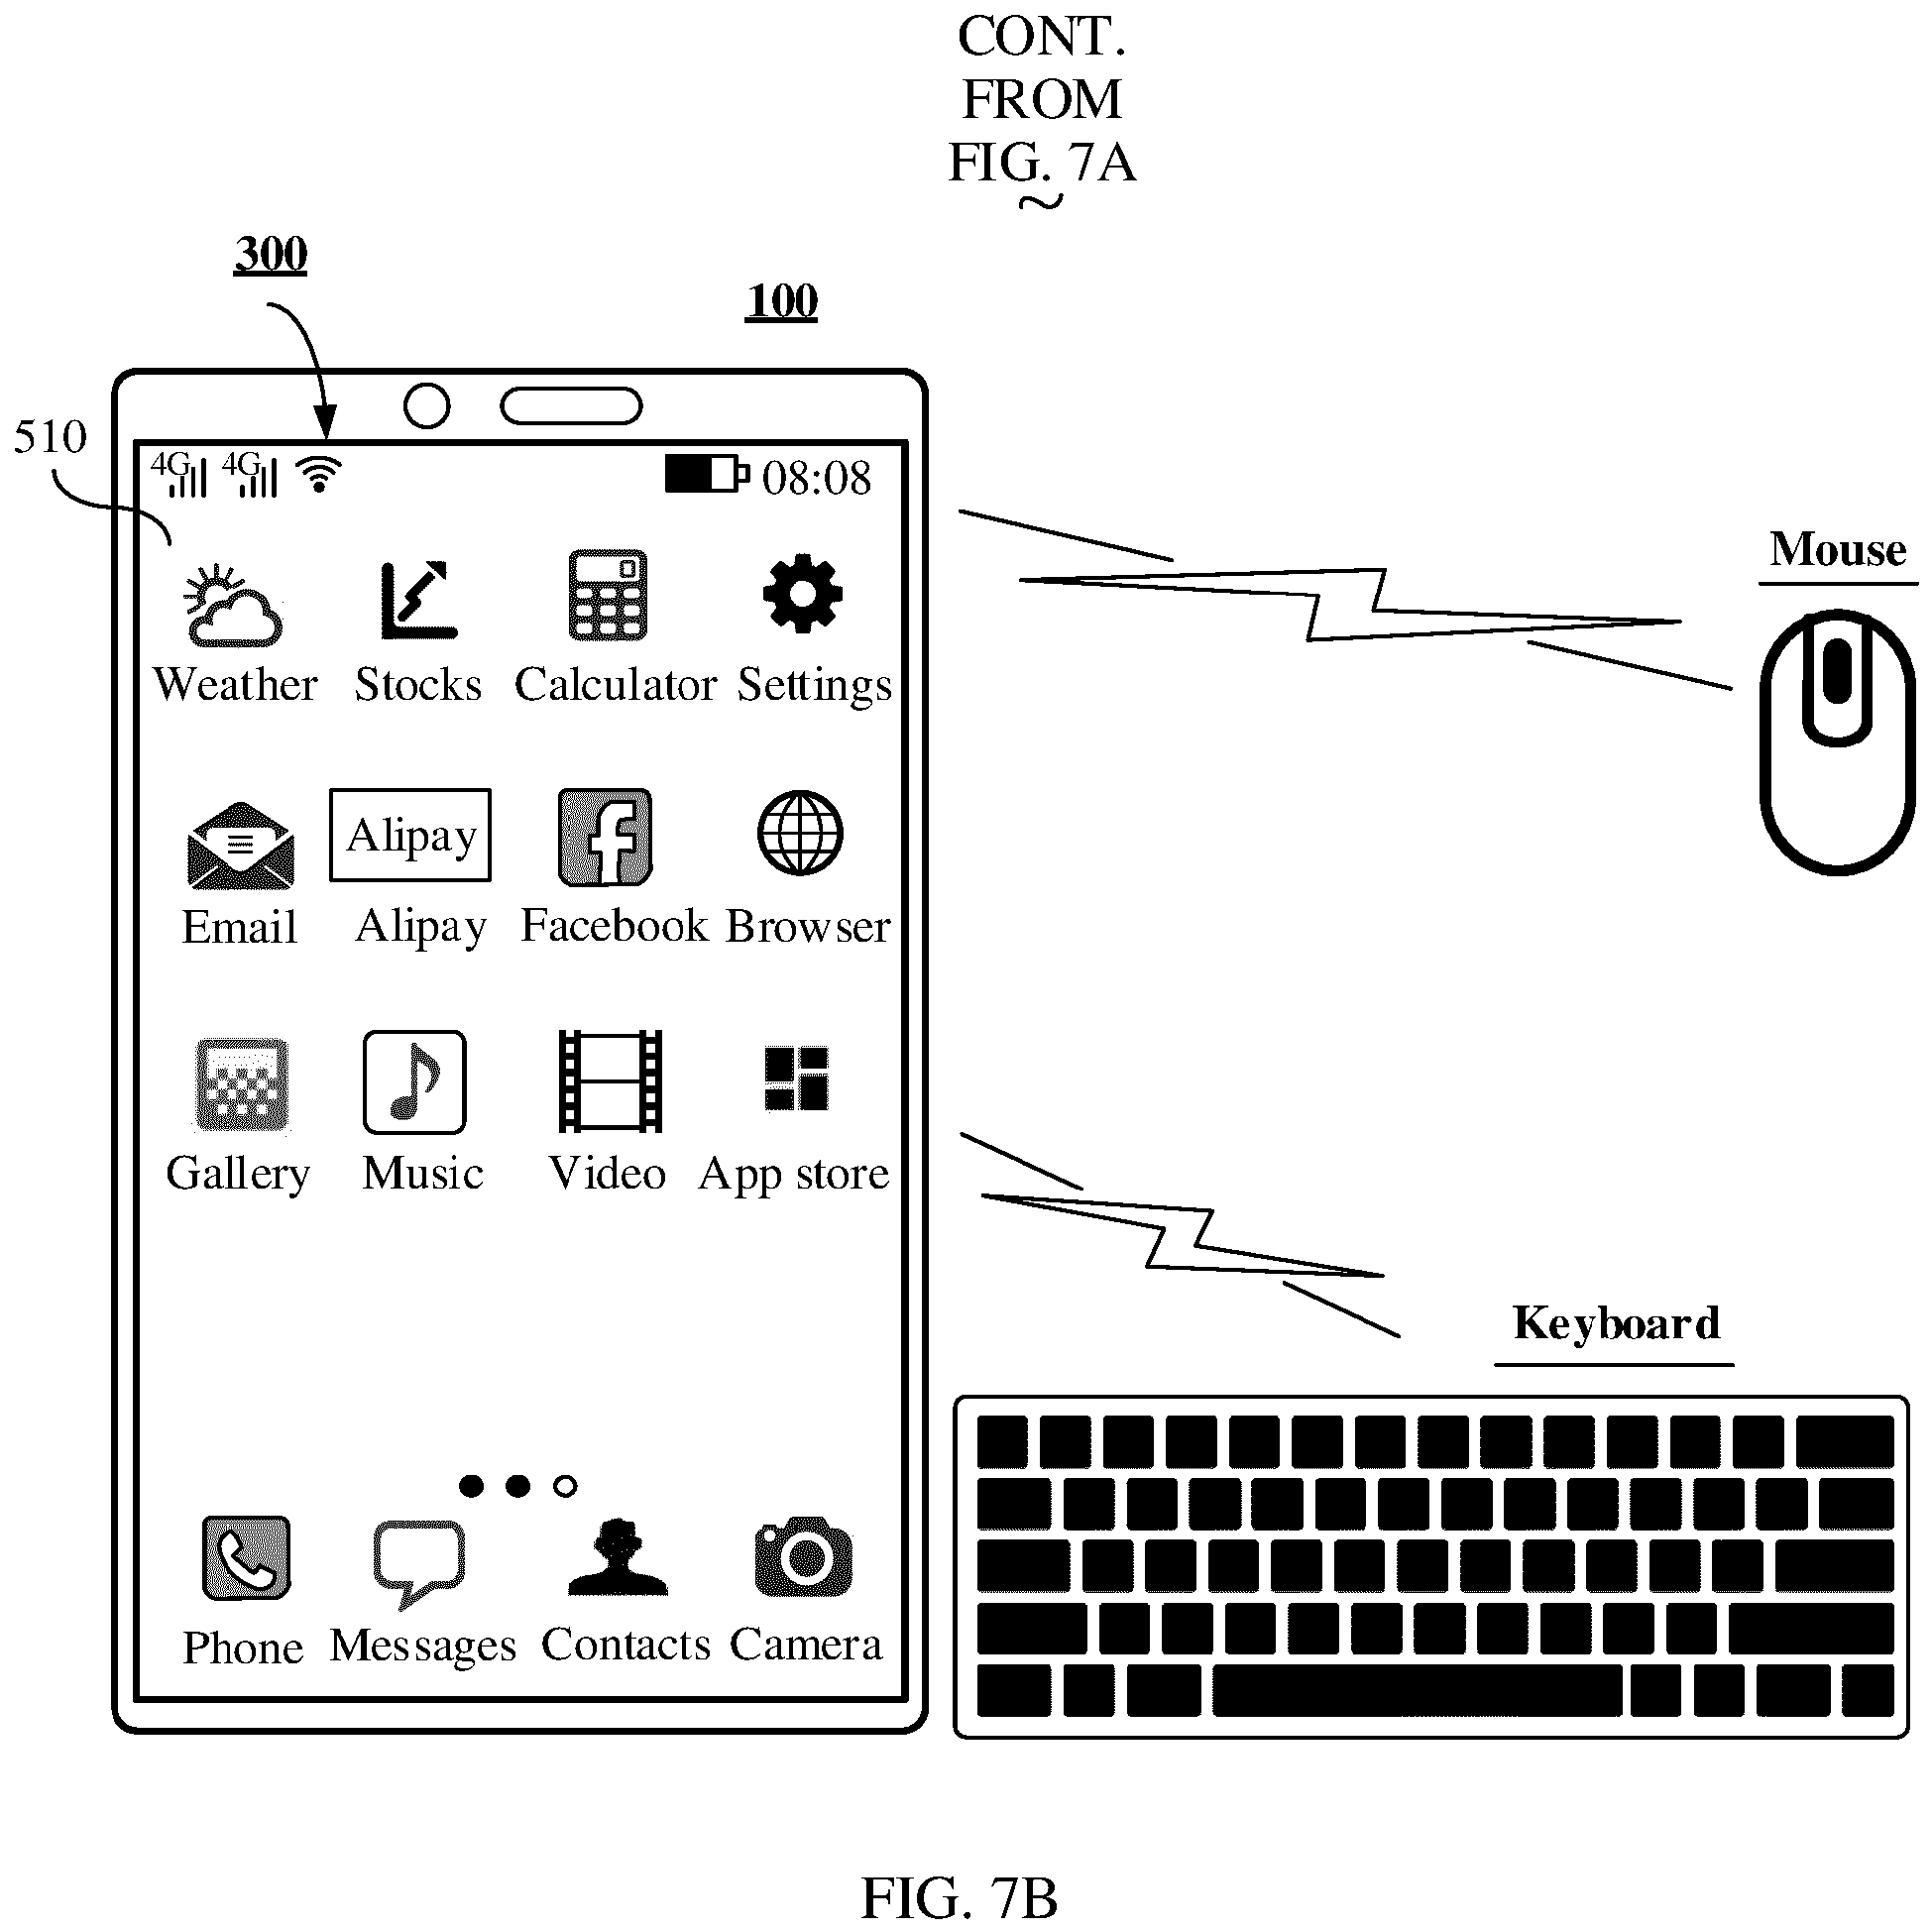 CONT.
FROM
FIG. 7A
300
100
510
4G 4G 08:08
Weather Stocks Calculator Settings
Mouse
Alipay
Email Alipay Facebook Browser
Gallery Music Video App store
Keyboard
Phone Messages Contacts Camera
FIG. 7B